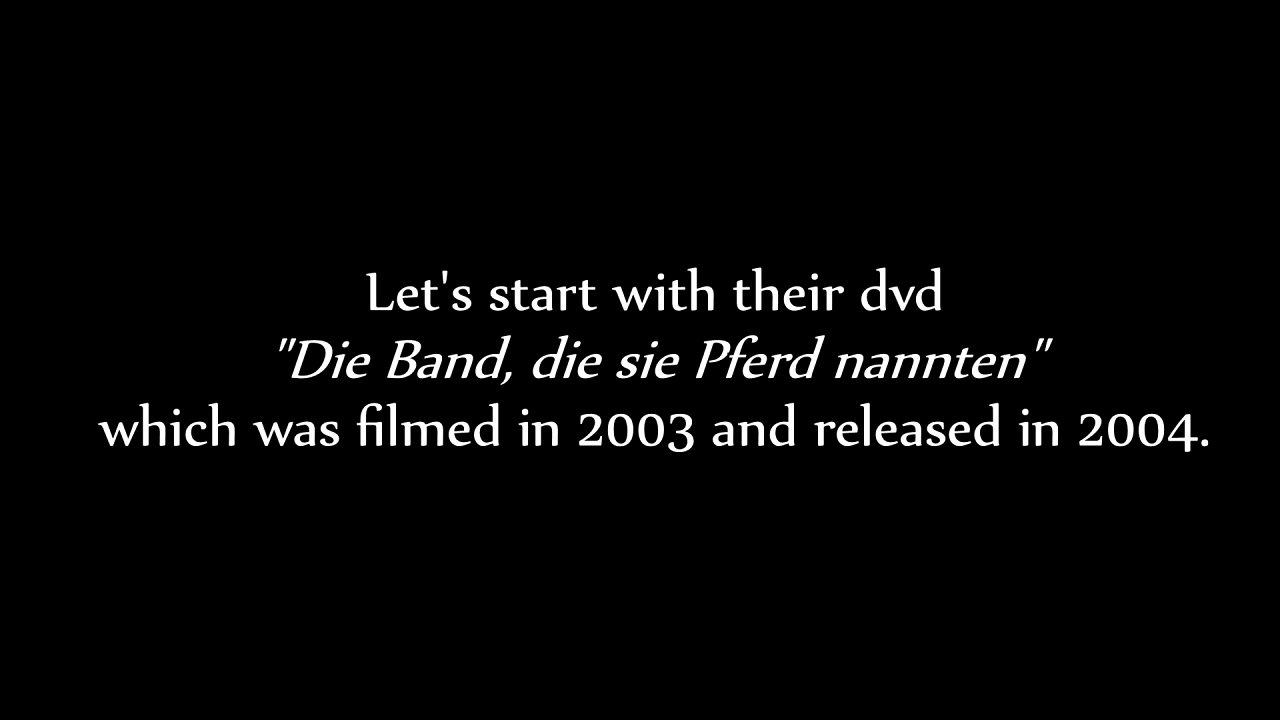 Let's start with their dvd
"Die Band, die sie Pferd nannten"
which was filmed in 2003 and released in 2004.